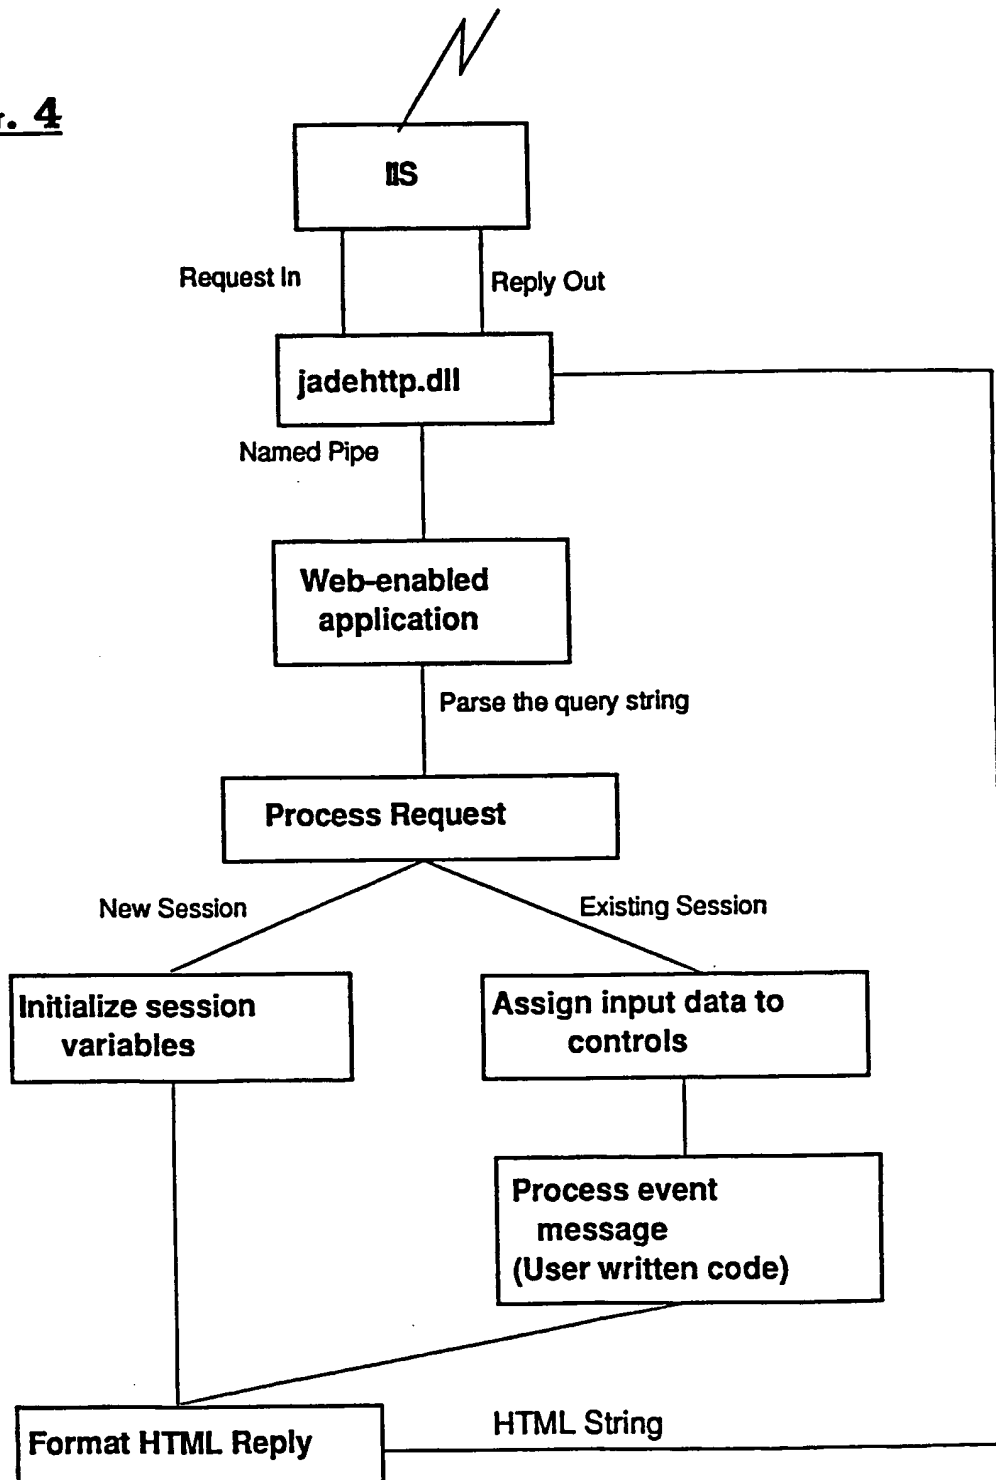 . 4
IIS
Request In
Reply Out
jadehttp.dll
Named Pipe
Web-enabled
application
Parse the query string
Process Request
New Session
Existing Session
Initialize session
variables
Assign input data to
controls
Process event
message
(User written code)
Format HTML Reply
HTML String